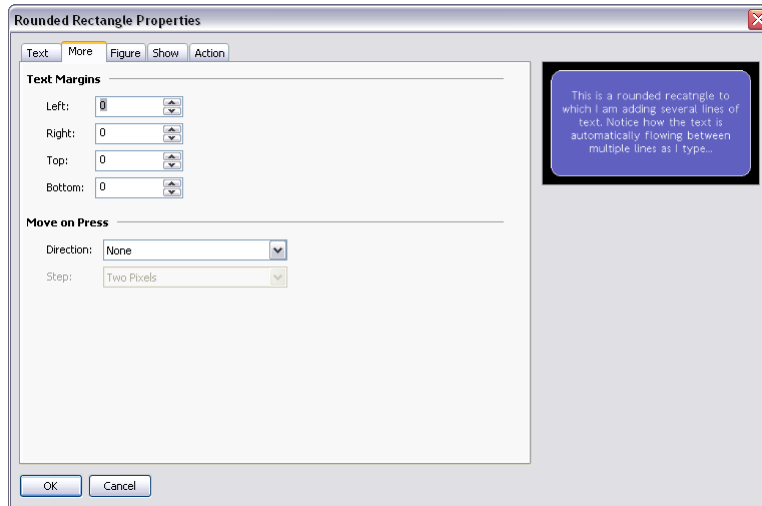 Rounded Rectangle Properties
Text More Figure Show Action
Text Margins
Left: 0
Right: 0
Top: 0
Bottom: 0
Move on Press
Direction: None
Step: Two Pixels
This is a rounded recatngle to
which I am adding several lines of
text. Notice how the text is
automatically flowing between
multiple lines as I type...
OK Cancel